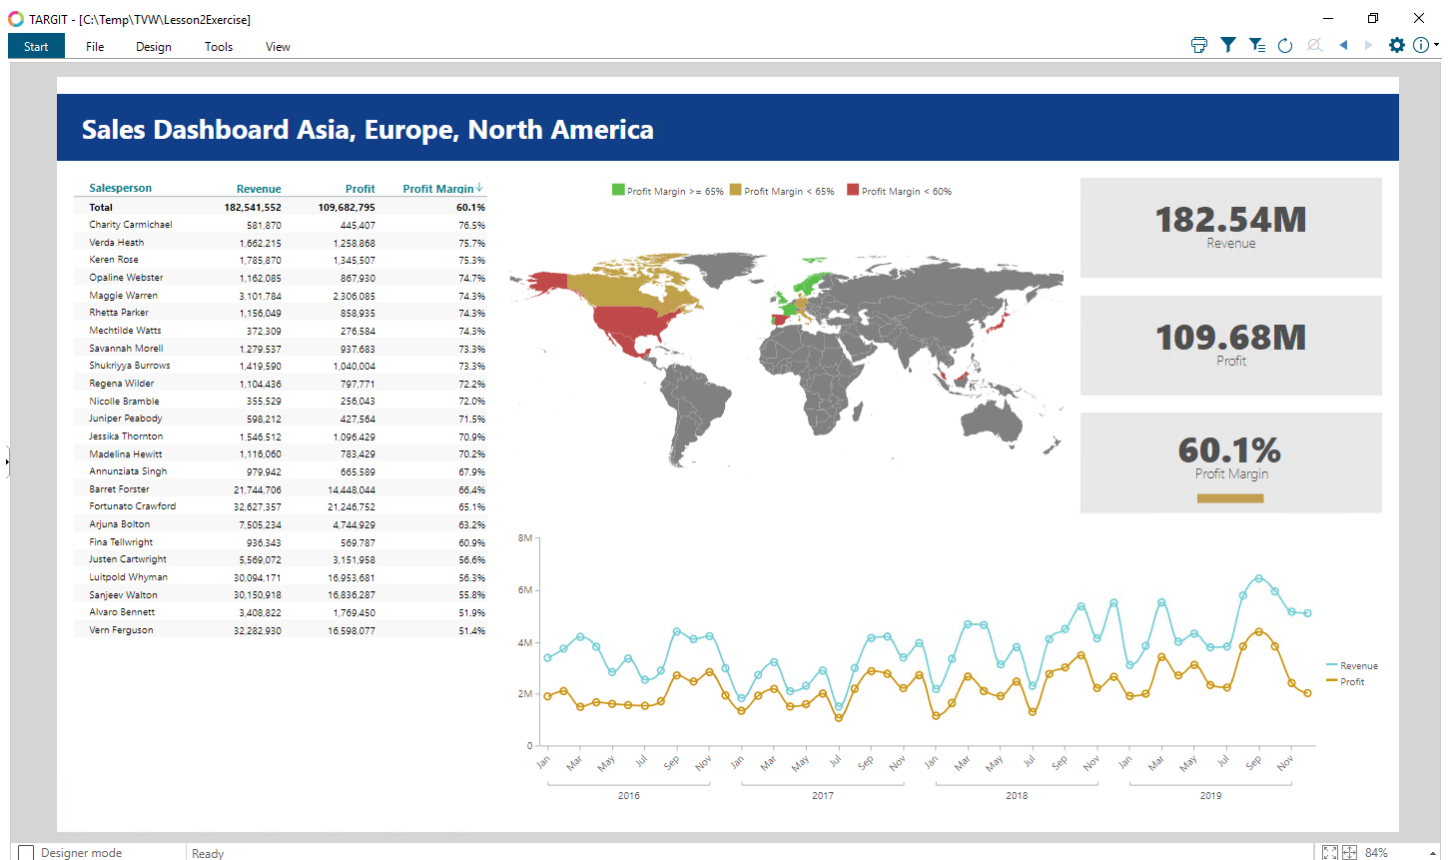 TARGIT - [C:\Temp\TVW\Lesson2Exercise]
Start File Design Tools View
Sales Dashboard Asia, Europe, North America
Salesperson Revenue Profit Profit Margin↓
Total 182,541,552 109,682,795 60.1%
Charity Carmichael 581,870 445,407 76.5%
Verda Heath 1,662,215 1,258,868 75.7%
Keren Rose 1,785,870 1,345,507 75.3%
Opaline Webster 1,162,085 867,930 74.7%
Maggie Warren 3,101,784 2,306,085 74.3%
Rhetta Parker 1,156,049 858,935 74.3%
Mechtilde Watts 372,309 276,584 74.3%
Savannah Morell 1,279,537 937,683 73.3%
Shukriyya Burrows 1,419,590 1,040,004 73.3%
Regena Wilder 1,104,436 797,771 72.2%
Nicolle Bramble 355,529 256,043 72.0%
Juniper Peabody 598,212 427,564 71.5%
Jessika Thornton 1,546,512 1,096,429 70.9%
Madelina Hewitt 1,116,060 783,429 70.2%
Annunziata Singh 979,942 665,589 67.9%
Barret Forster 21,744,706 14,448,044 66.4%
Fortunato Crawford 32,627,357 21,246,752 65.1%
Arjuna Bolton 7,505,234 4,744,929 63.2%
Fina Tellwright 936,343 569,787 60.9%
Justen Cartwright 5,569,072 3,151,958 56.6%
Luitpold Whyman 30,094,171 16,953,681 56.3%
Sanjeev Walton 30,150,918 16,836,287 55.8%
Alvaro Bennett 3,408,822 1,769,450 51.9%
Vern Ferguson 32,282,930 16,598,077 51.4%
Profit Margin >= 65% Profit Margin < 65% Profit Margin < 60%
182.54M
Revenue
109.68M
Profit
60.1%
Profit Margin
8M
6M
4M
2M
0
Revenue
Profit
Jan Mar May Jul Sep Nov Jan Mar May Jul Sep Nov Jan Mar May Jul Sep Nov Jan Mar May Jul Sep Nov
2016 2017 2018 2019
Designer mode Ready 84%